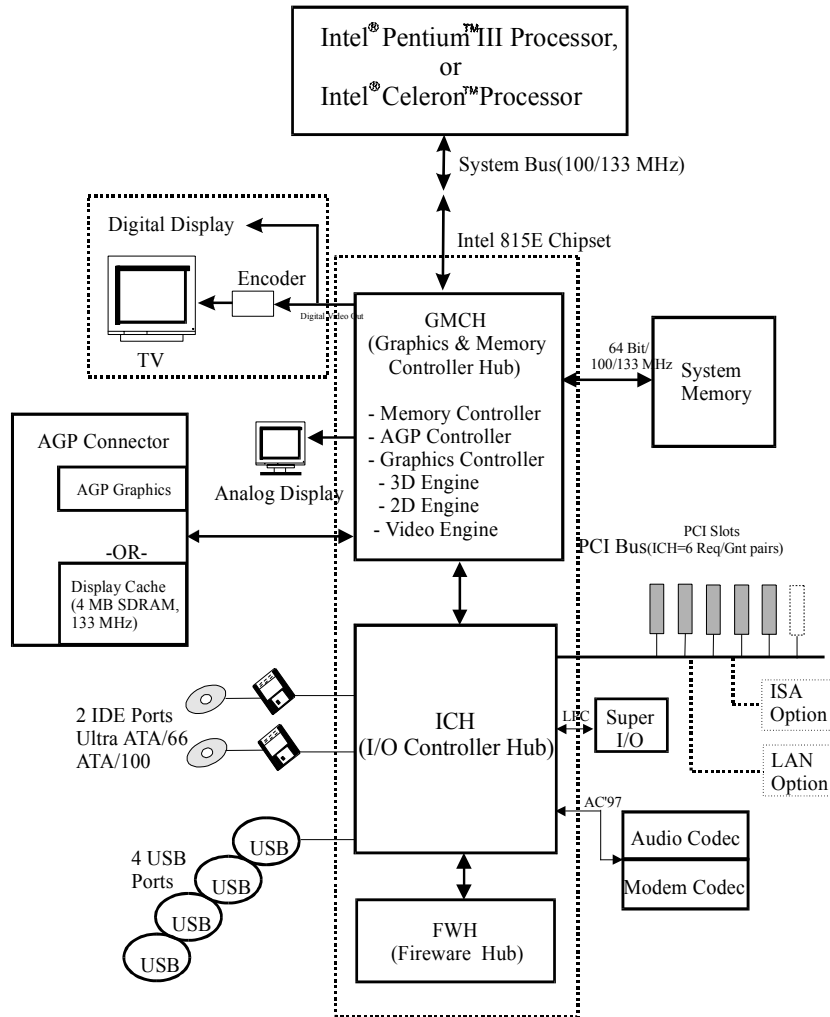 Intel® Pentium™III Processor,
or
Intel® Celeron™Processor
System Bus(100/133 MHz)
Intel 815E Chipset
Digital Display
Encoder
Digital Video Out
TV
GMCH
(Graphics & Memory
Controller Hub)
- Memory Controller
- AGP Controller
- Graphics Controller
- 3D Engine
- 2D Engine
- Video Engine
64 Bit/
100/133 MHz
System
Memory
AGP Connector
AGP Graphics
-OR-
Display Cache
(4 MB SDRAM,
133 MHz)
Analog Display
PCI Slots
PCI Bus(ICH=6 Req/Gnt pairs)
ISA
Option
LAN
Option
2 IDE Ports
Ultra ATA/66
ATA/100
ICH
(I/O Controller Hub)
LPC
Super
I/O
AC'97
Audio Codec
Modem Codec
4 USB
Ports
USB
USB
USB
USB
FWH
(Fireware Hub)